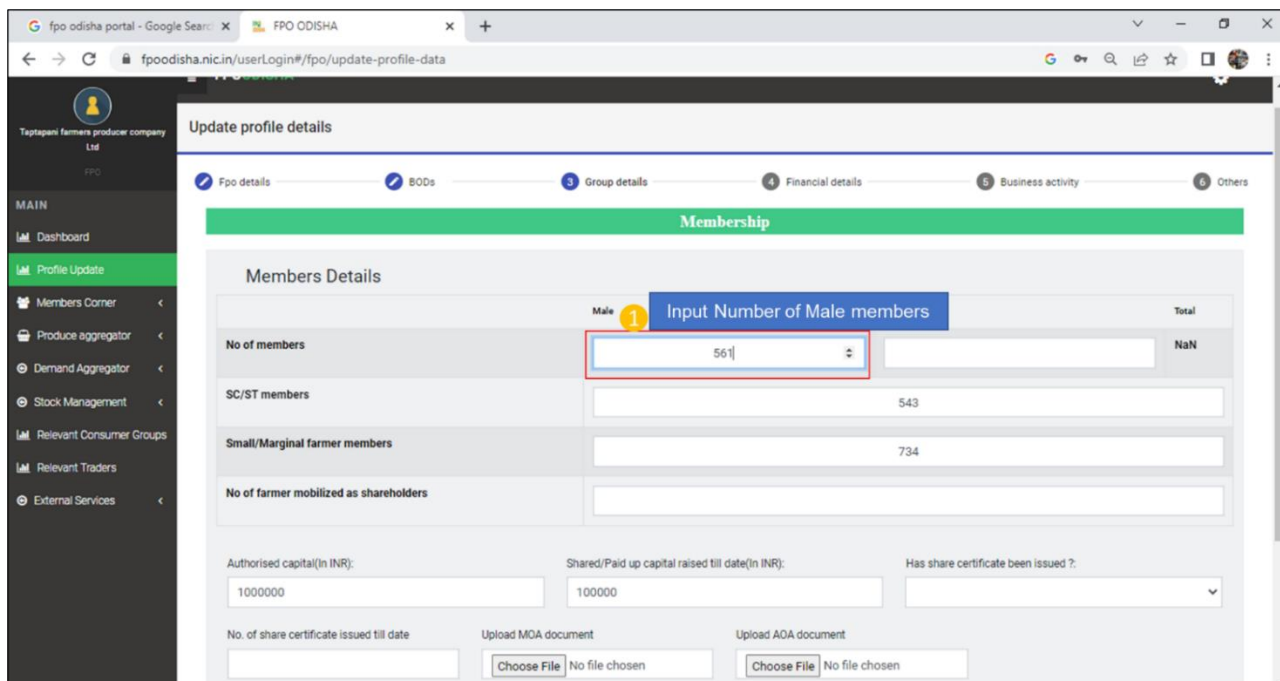 fpo odisha portal - Google Searc
FPO ODISHA
fpoodisha.nic.in/userLogin#/fpo/update-profile-data
Taptapani farmers producer company
Ltd
FPO
MAIN
Dashboard
Profile Update
Members Corner
Produce aggregator
Demand Aggregator
Stock Management
Relevant Consumer Groups
Relevant Traders
External Services
Update profile details
Fpo details
BODs
3 Group details
4 Financial details
5 Business activity
6 Others
Membership
Members Details
Male
1
Input Number of Male members
Total
No of members
561
NaN
SC/ST members
543
Small/Marginal farmer members
734
No of farmer mobilized as shareholders
Authorised capital(In INR):
Shared/Paid up capital raised till date(In INR):
Has share certificate been issued ?:
1000000
100000
No. of share certificate issued till date
Upload MOA document
Upload AOA document
Choose File No file chosen
Choose File No file chosen